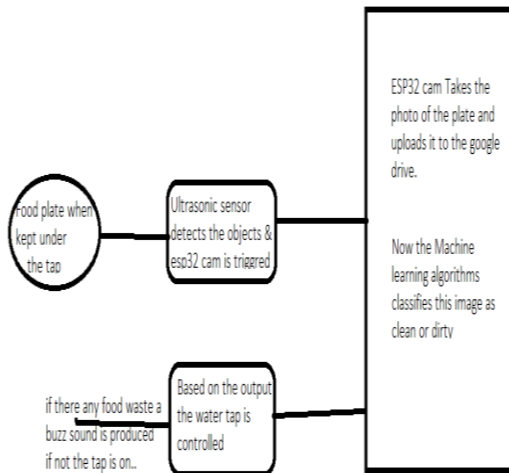 Food plate when
kept under
the tap
Ultrasonic sensor
detects the objects &
esp32 cam is triggred
ESP32 cam Takes the
photo of the plate and
uploads it to the google
drive.
Now the Machine
learning algorithms
classifies this image as
clean or dirty
Based on the output
the water tap is
controlled
if there any food waste a
buzz sound is produced
if not the tap is on..